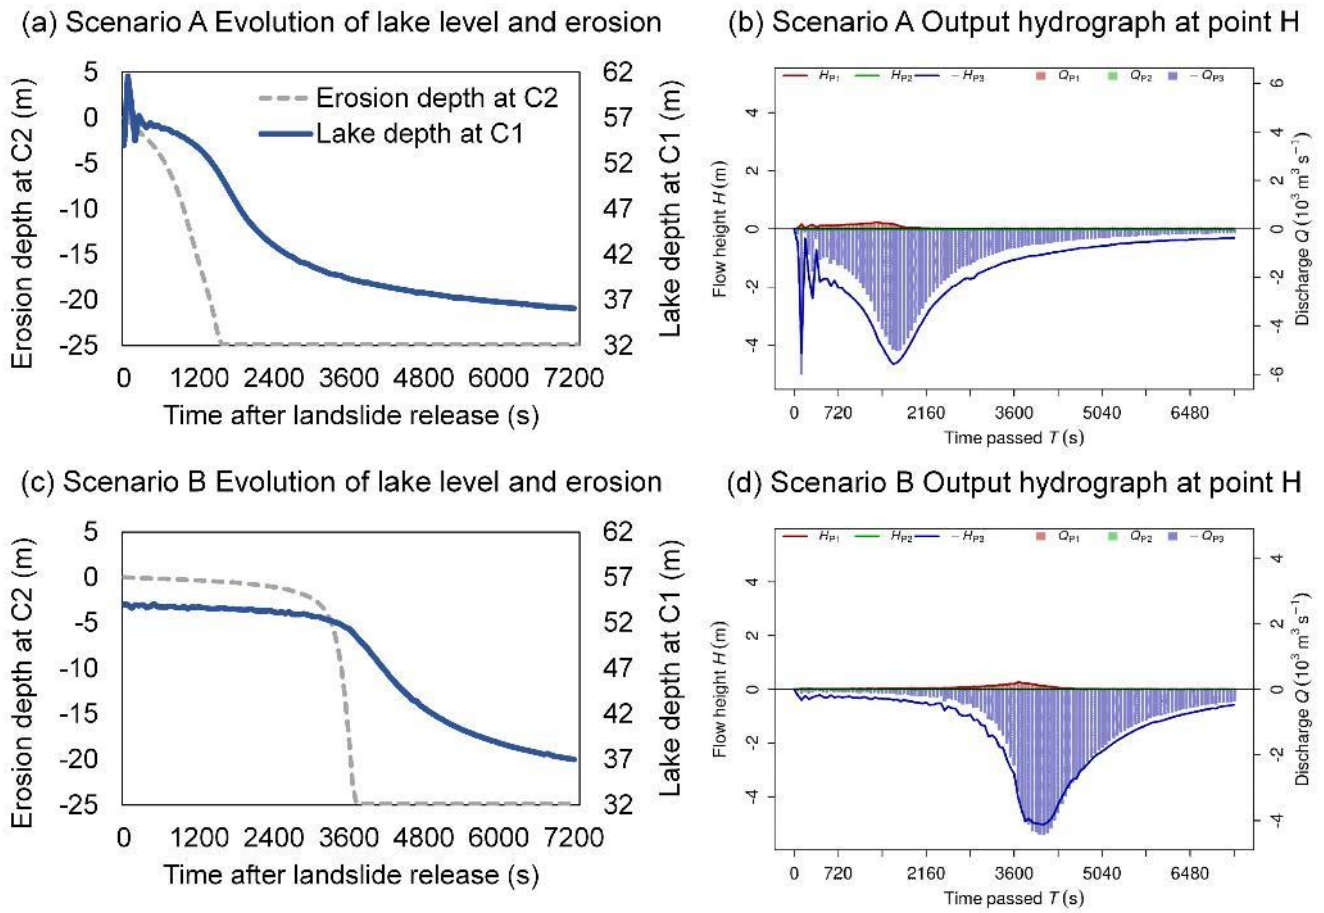 (a) Scenario A Evolution of lake level and erosion
5
0
-5
-10
-15
-20
-25
Erosion depth at C2 (m)
Erosion depth at C2
Lake depth at C1
62
57
52
47
42
37
32
Lake depth at C1 (m)
0 1200 2400 3600 4800 6000 7200
Time after landslide release (s)
(b) Scenario A Output hydrograph at point H
H_P1 H_P2 H_P3 Q_P1 Q_P2 Q_P3
4
2
0
-2
-4
Flow height H (m)
6
4
2
0
-2
-4
-6
Discharge Q (10³ m³ s⁻¹)
0 720 2160 3600 5040 6480
Time passed T (s)
(c) Scenario B Evolution of lake level and erosion
5
0
-5
-10
-15
-20
-25
Erosion depth at C2 (m)
62
57
52
47
42
37
32
Lake depth at C1 (m)
0 1200 2400 3600 4800 6000 7200
Time after landslide release (s)
(d) Scenario B Output hydrograph at point H
H_P1 H_P2 H_P3 Q_P1 Q_P2 Q_P3
4
2
0
-2
-4
Flow height H (m)
4
2
0
-2
-4
Discharge Q (10³ m³ s⁻¹)
0 720 2160 3600 5040 6480
Time passed T (s)